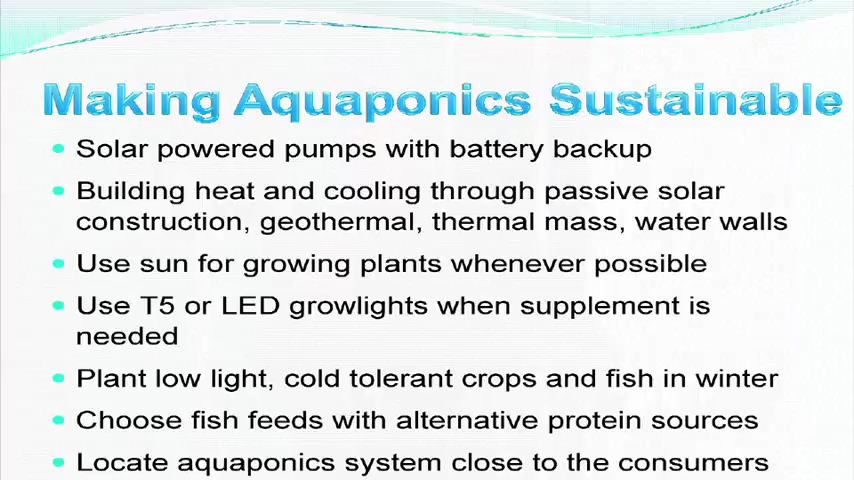 Making Aquaponics Sustainable
• Solar powered pumps with battery backup
• Building heat and cooling through passive solar
construction, geothermal, thermal mass, water walls
• Use sun for growing plants whenever possible
• Use T5 or LED growlights when supplement is
needed
• Plant low light, cold tolerant crops and fish in winter
• Choose fish feeds with alternative protein sources
• Locate aquaponics system close to the consumers